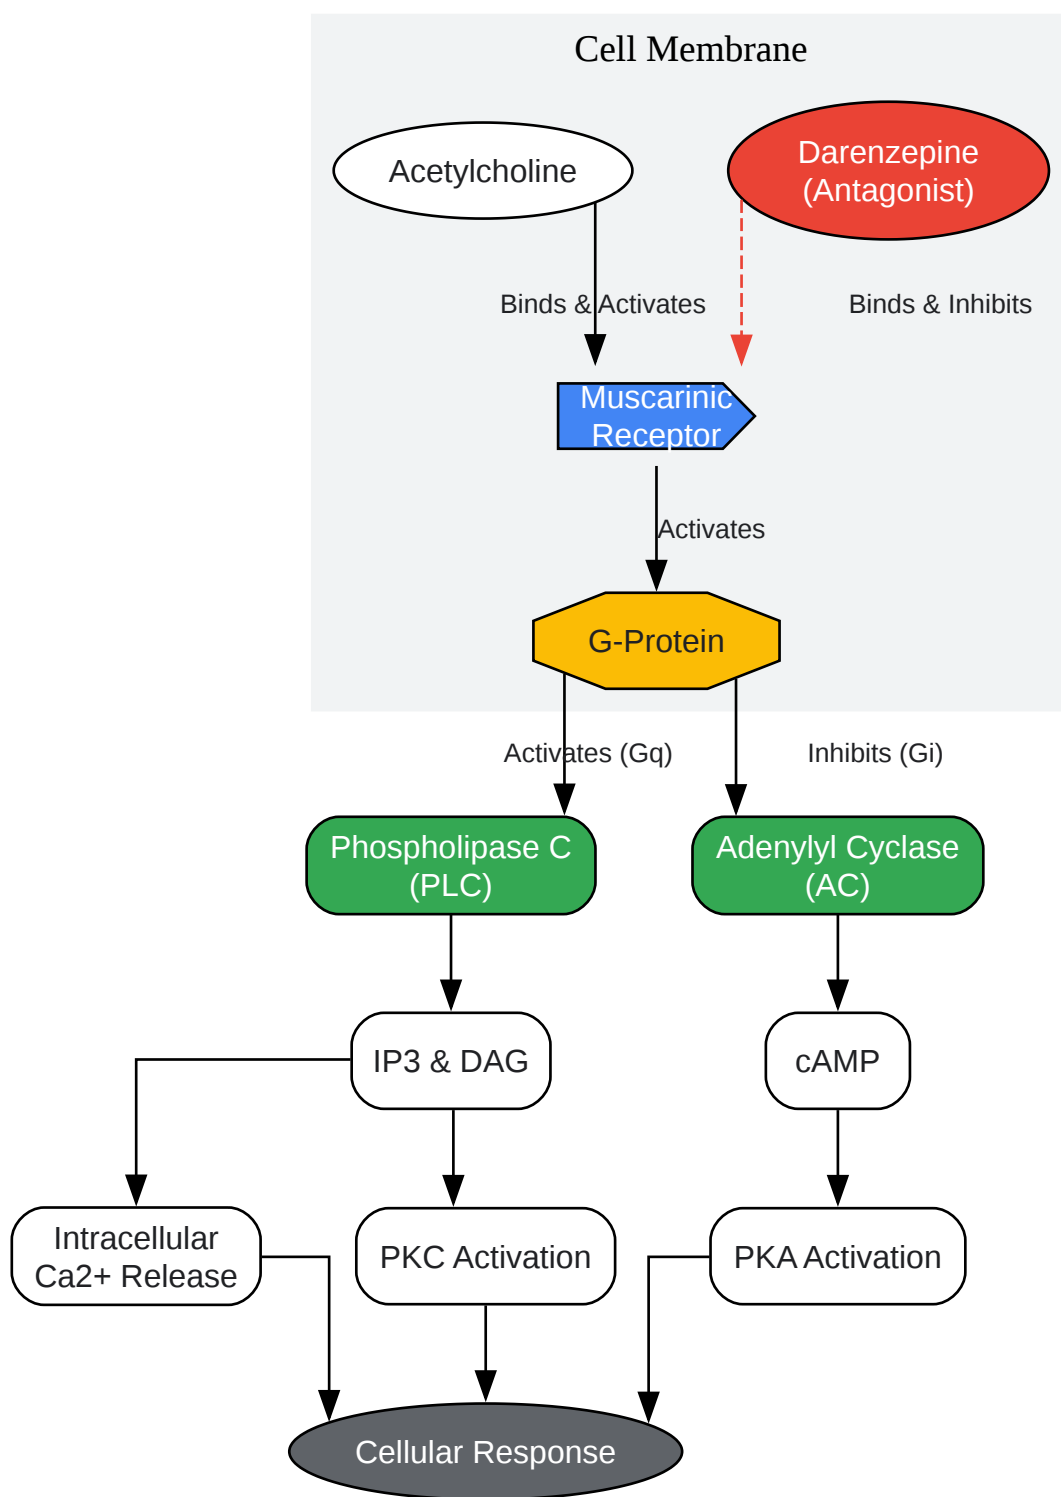 Cell Membrane
Acetylcholine
Darenzepine
(Antagonist)
Binds & Activates
Binds & Inhibits
Muscarinic
Receptor
Activates
G-Protein
Activates (Gq)
Inhibits (Gi)
Phospholipase C
(PLC)
Adenylyl Cyclase
(AC)
IP3 & DAG
cAMP
Intracellular
Ca2+ Release
PKC Activation
PKA Activation
Cellular Response